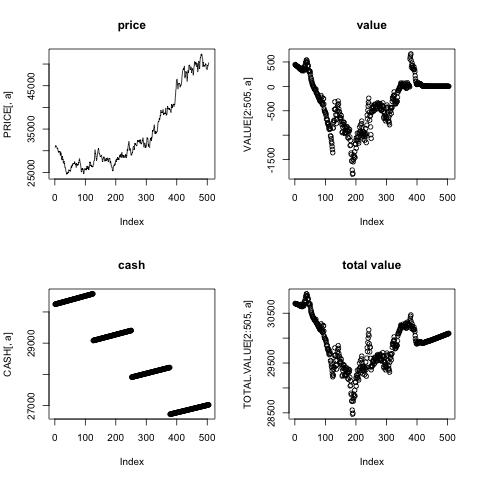 price
PRICE[, a]
45000
35000
25000
0 100 200 300 400 500
Index
value
VALUE[2:505, a]
500
0
-500
-1500
0 100 200 300 400 500
Index
cash
CASH[, a]
29000
27000
0 100 200 300 400 500
Index
total value
TOTAL.VALUE[2:505, a]
30500
29500
28500
0 100 200 300 400 500
Index